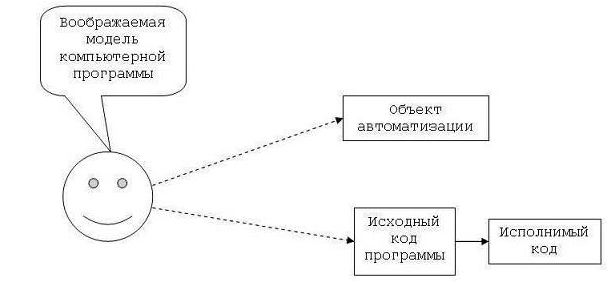 Воображаемая
модель
компьютерной
программы
Объект
автоматизации
Исходный
код
программы
Исполнимый
код